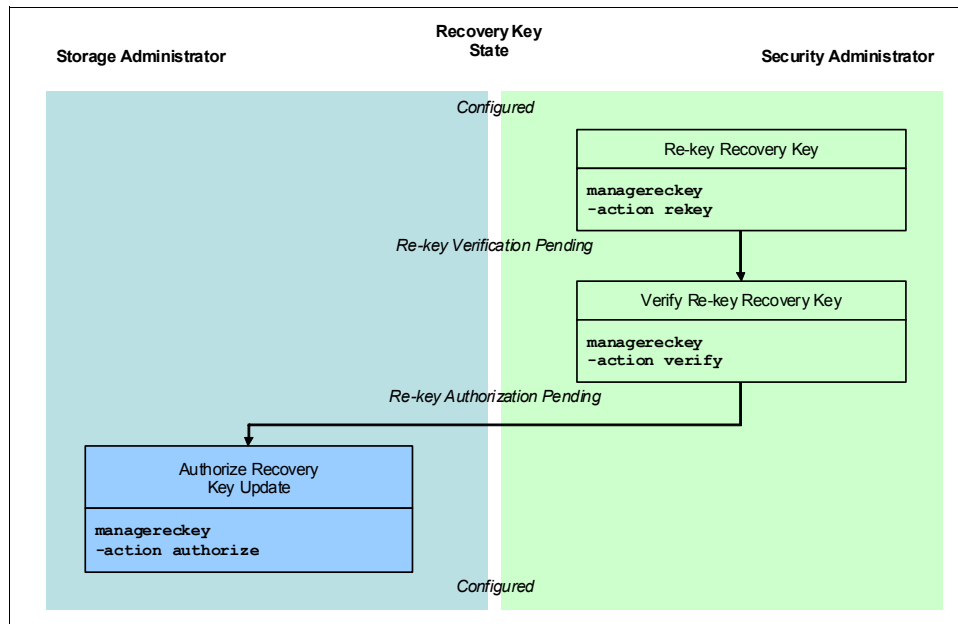 Recovery Key
State
Storage Administrator
Security Administrator
Configured
Re-key Recovery Key
managereckey
-action rekey
Re-key Verification Pending
Verify Re-key Recovery Key
managereckey
-action verify
Re-key Authorization Pending
Authorize Recovery
Key Update
managereckey
-action authorize
Configured